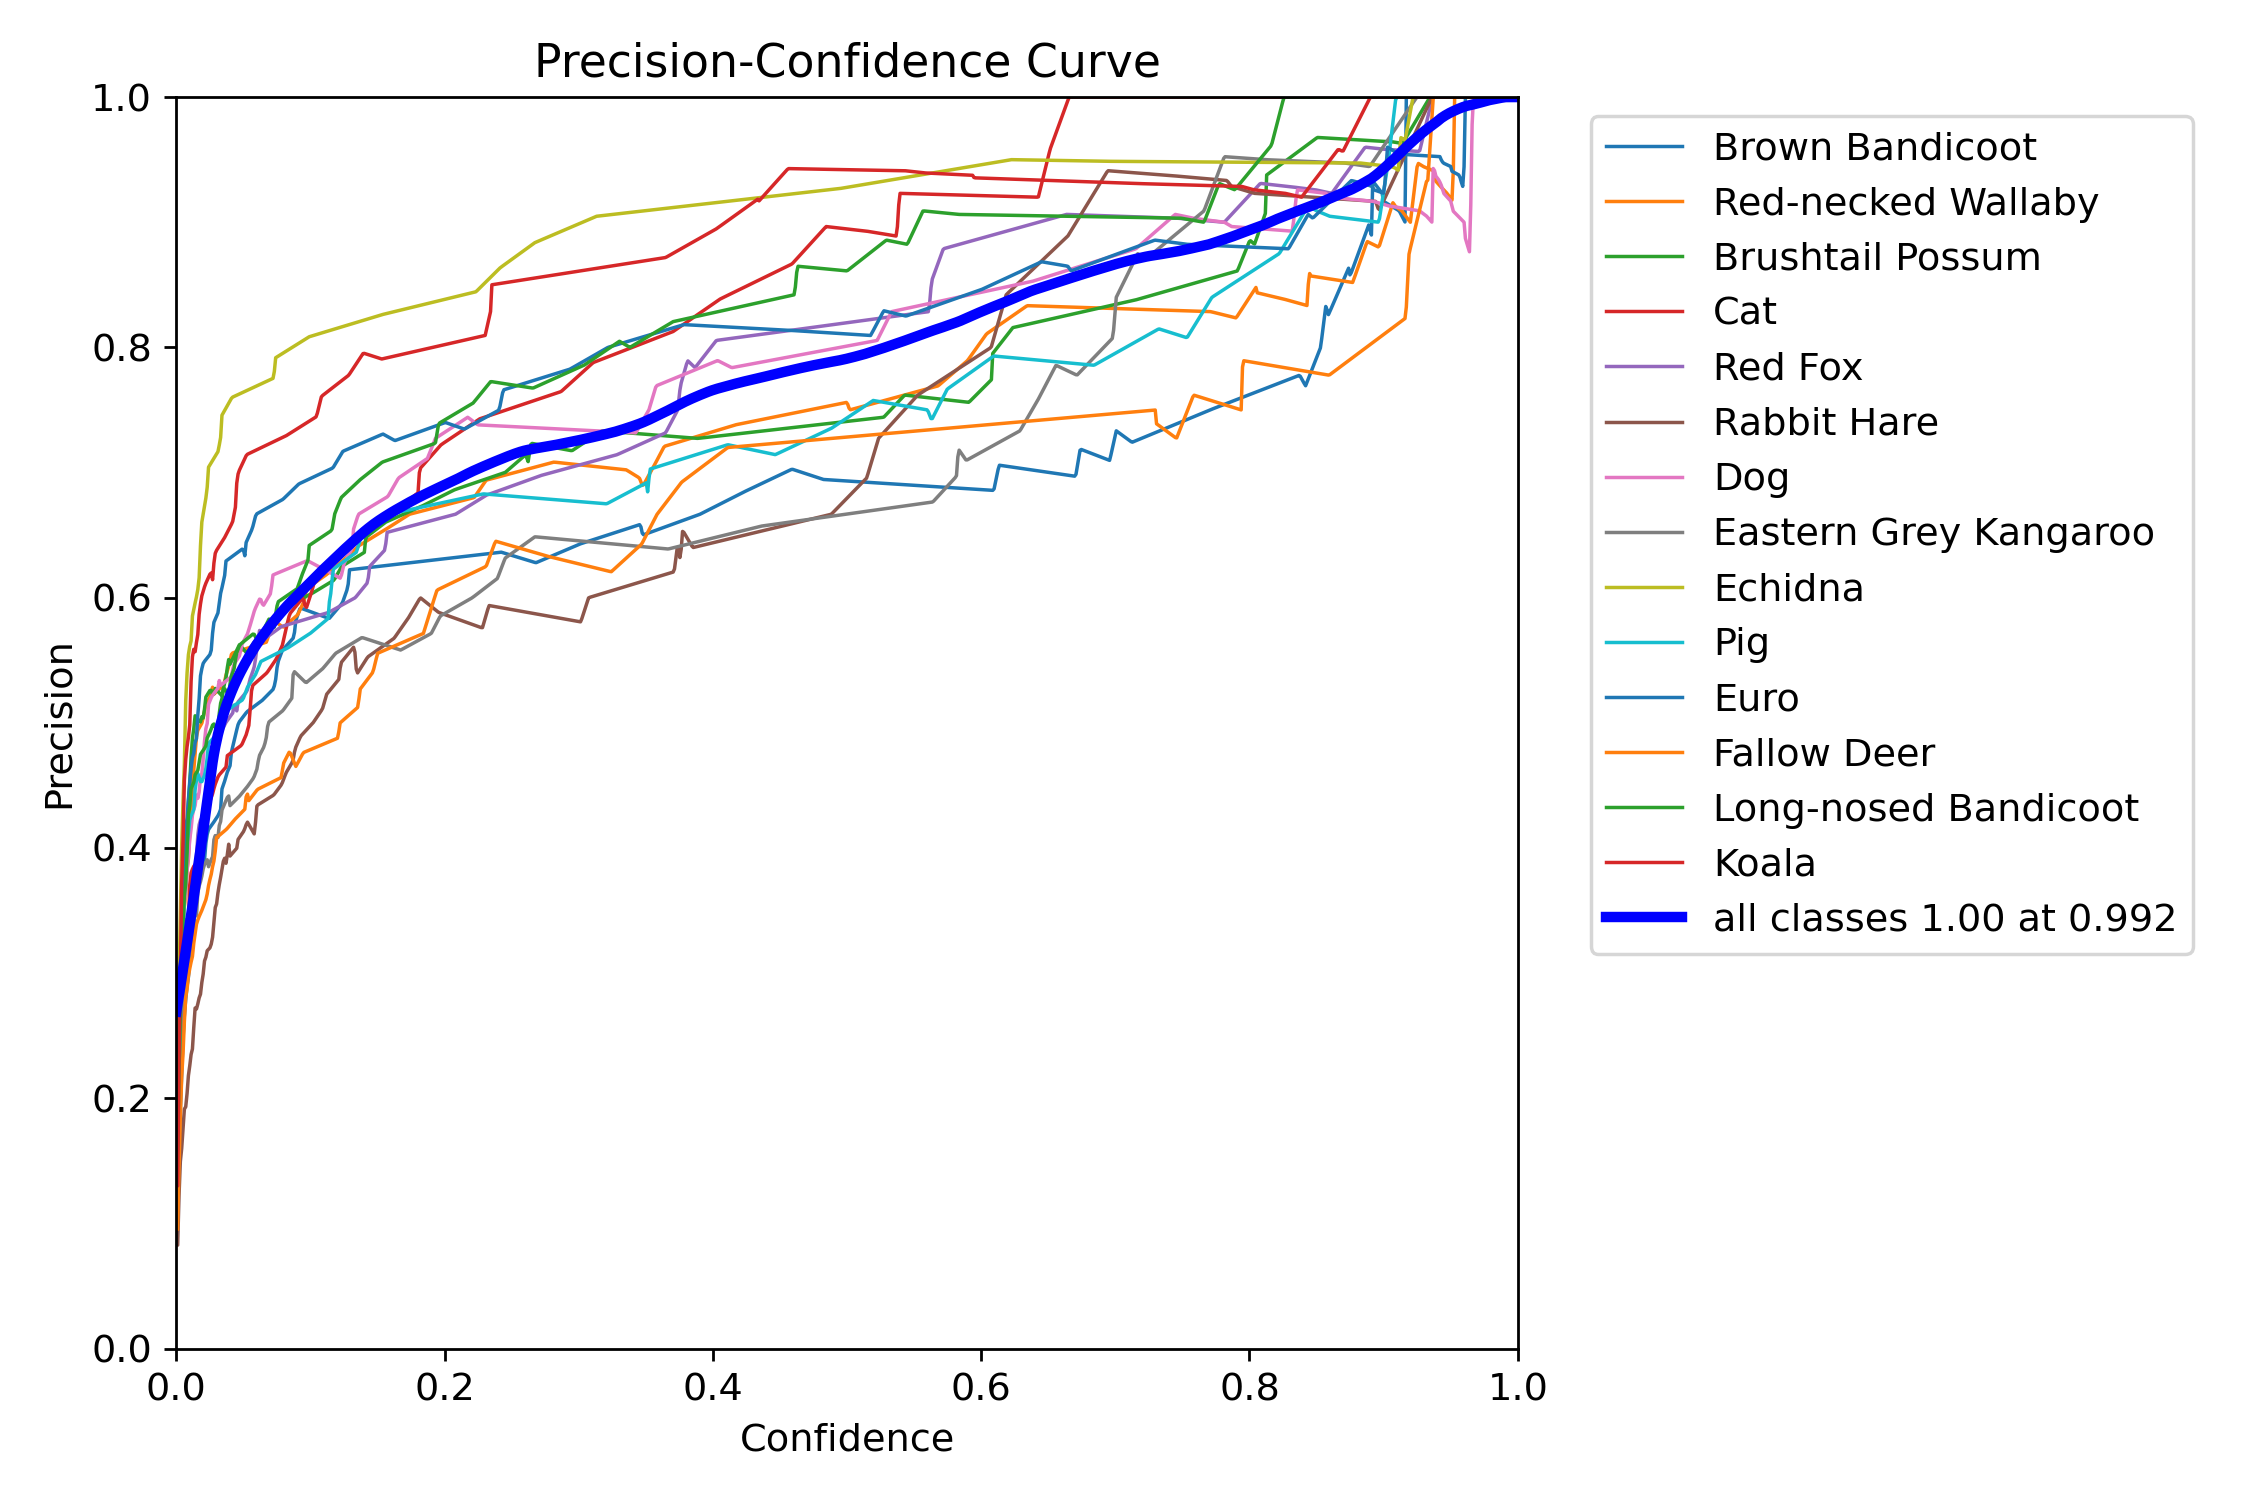 Precision-Confidence Curve
1.0
0.8
0.6
0.4
0.2
0.0
Precision
0.0 0.2 0.4 0.6 0.8 1.0
Confidence
Brown Bandicoot
Red-necked Wallaby
Brushtail Possum
Cat
Red Fox
Rabbit Hare
Dog
Eastern Grey Kangaroo
Echidna
Pig
Euro
Fallow Deer
Long-nosed Bandicoot
Koala
all classes 1.00 at 0.992